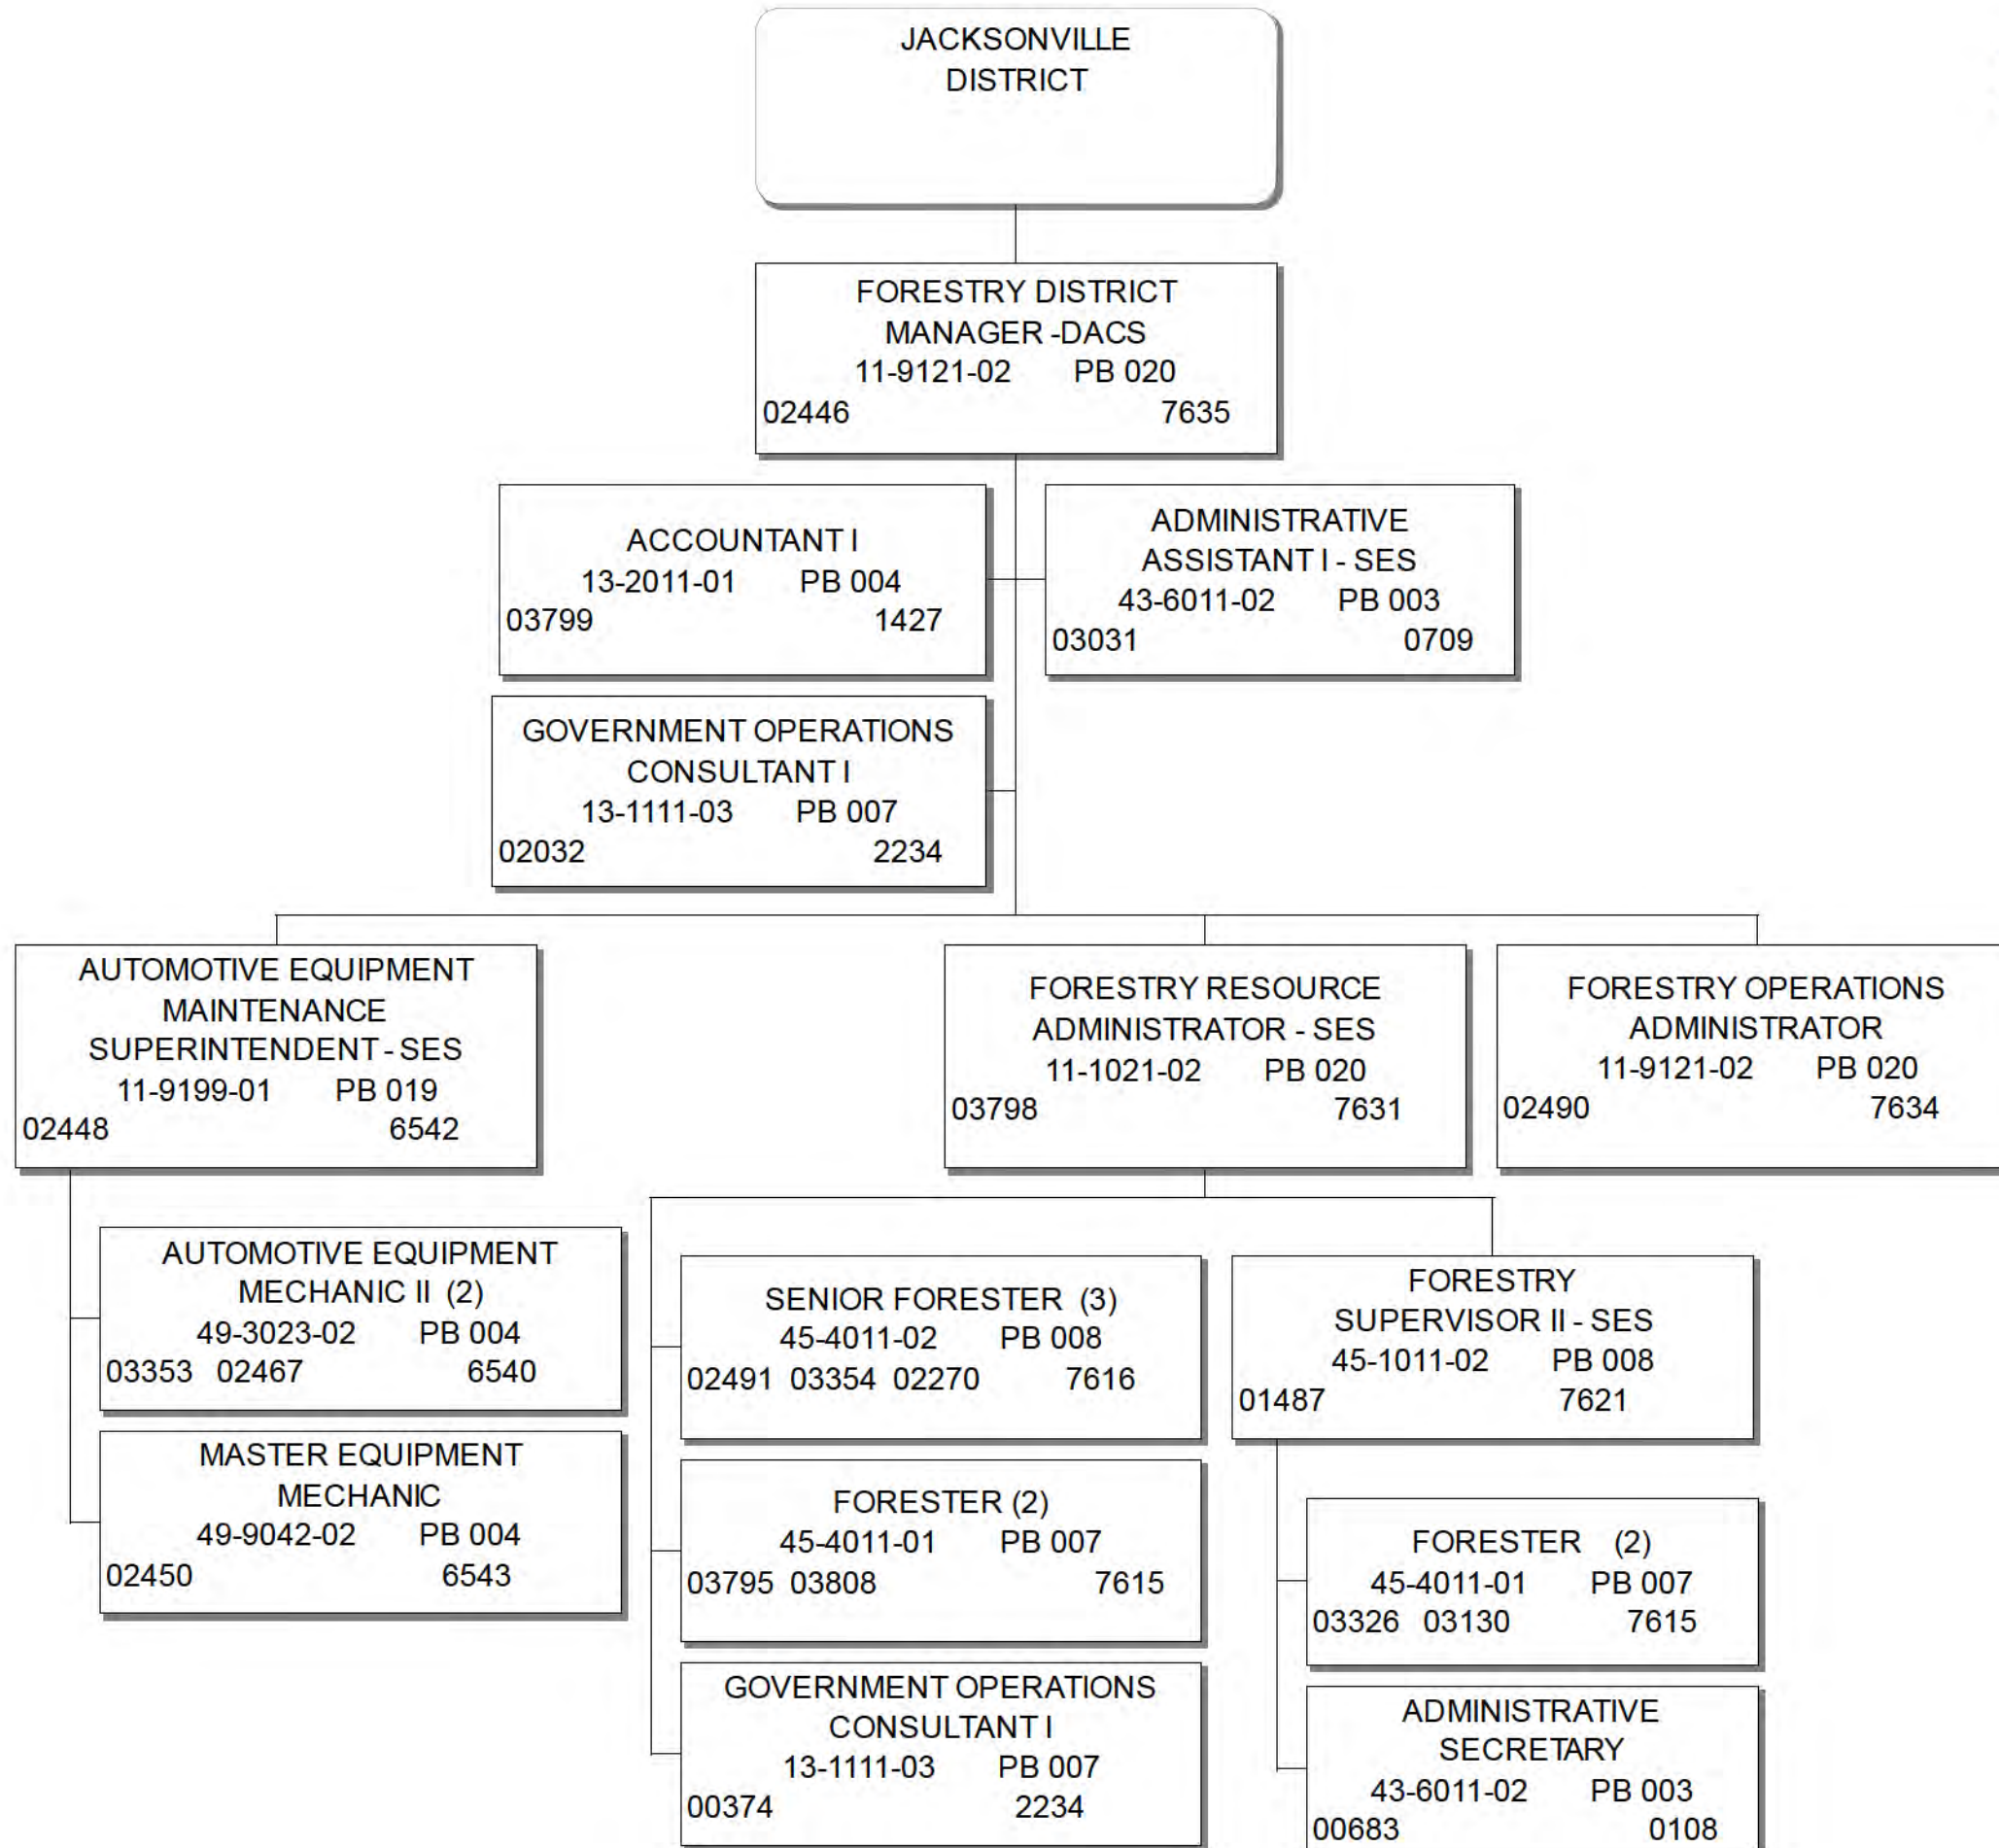 JACKSONVILLE
DISTRICT
FORESTRY DISTRICT
MANAGER -DACS
11-9121-02 PB 020
02446 7635
ACCOUNTANT I
13-2011-01 PB 004
03799 1427
ADMINISTRATIVE
ASSISTANT I - SES
43-6011-02 PB 003
03031 0709
GOVERNMENT OPERATIONS
CONSULTANT I
13-1111-03 PB 007
02032 2234
AUTOMOTIVE EQUIPMENT
MAINTENANCE
SUPERINTENDENT - SES
11-9199-01 PB 019
02448 6542
FORESTRY RESOURCE
ADMINISTRATOR - SES
11-1021-02 PB 020
03798 7631
FORESTRY OPERATIONS
ADMINISTRATOR
11-9121-02 PB 020
02490 7634
AUTOMOTIVE EQUIPMENT
MECHANIC II (2)
49-3023-02 PB 004
03353 02467 6540
MASTER EQUIPMENT
MECHANIC
49-9042-02 PB 004
02450 6543
SENIOR FORESTER (3)
45-4011-02 PB 008
02491 03354 02270 7616
FORESTER (2)
45-4011-01 PB 007
03795 03808 7615
GOVERNMENT OPERATIONS
CONSULTANT I
13-1111-03 PB 007
00374 2234
FORESTRY
SUPERVISOR II - SES
45-1011-02 PB 008
01487 7621
FORESTER (2)
45-4011-01 PB 007
03326 03130 7615
ADMINISTRATIVE
SECRETARY
43-6011-02 PB 003
00683 0108